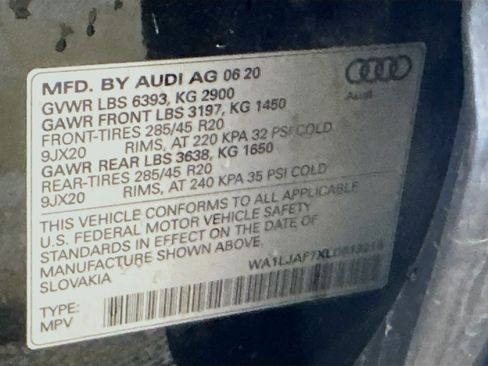 MFD. BY AUDI AG 06 20
GVWR LBS 6393, KG 2900
GAWR FRONT LBS 3197, KG 1450
FRONT-TIRES 285/45 R20
9JX20 RIMS, AT 220 KPA 32 PSI COLD
GAWR REAR LBS 3638, KG 1650
REAR-TIRES 285/45 R20
9JX20 RIMS, AT 240 KPA 35 PSI COLD
THIS VEHICLE CONFORMS TO ALL APPLICABLE
U.S. FEDERAL MOTOR VEHICLE SAFETY
STANDARDS IN EFFECT ON THE DATE OF
MANUFACTURE SHOWN ABOVE.
SLOVAKIA
TYPE:
MPV
Audi